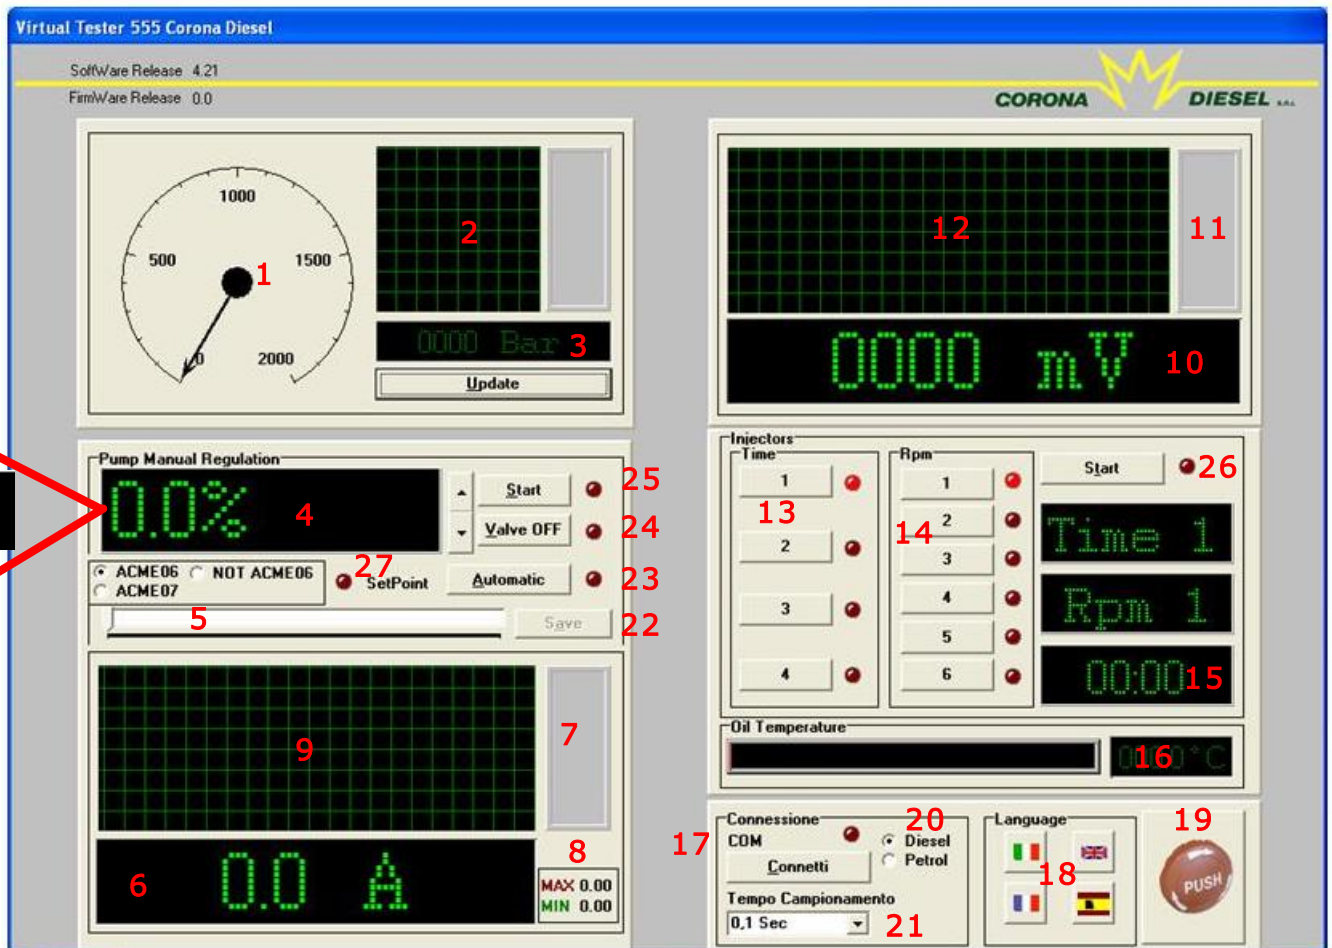 Virtual Tester 555 Corona Diesel
SoftWare Release 4.21
FirmWare Release 0.0
CORONA DIESEL s.r.l.
1000
500
1500
0
2000
1
2
3
0000 Bar
Update
12
11
0000 mV
10
Pump Manual Regulation
0.0%
4
Start
25
Valve OFF
24
ACME06
NOT ACME06
ACME07
27
SetPoint
Automatic
23
5
Save
22
9
7
6
0.0 A
8
MAX 0.00
MIN 0.00
Injectors
Time
1
13
2
3
4
Rpm
1
2
14
3
4
5
6
Start
26
Time 1
Rpm 1
00:00
15
Oil Temperature
16
°C
17
Connessione
COM
20
Diesel
Petrol
Connetti
Tempo Campionamento
0,1 Sec
21
Language
18
19
PUSH